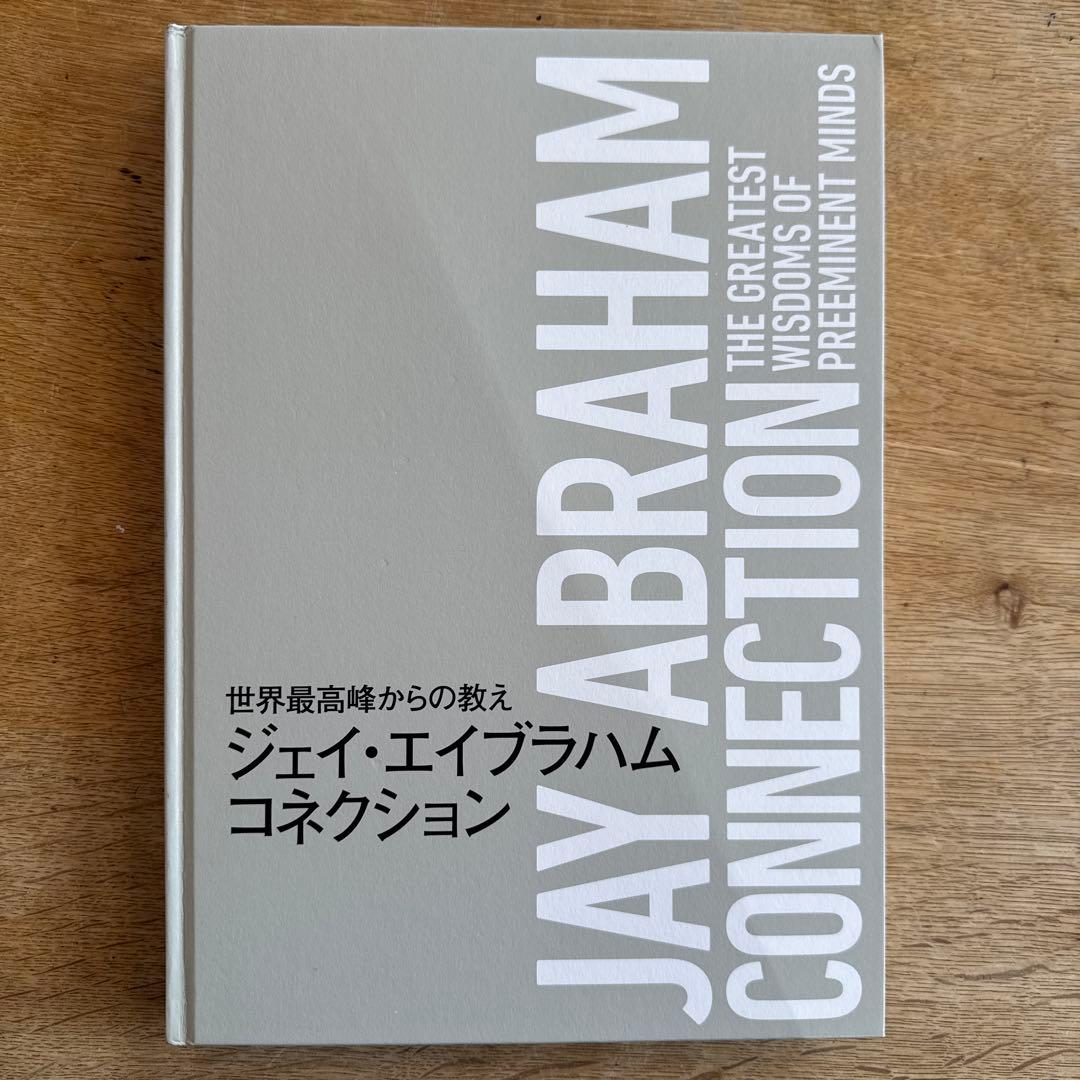 世界最高峰からの教え
ジェイ・エイブラハム
コネクション
JAY ABRAHAM
CONNECTION
THE GREATEST
WISDOMS OF
PREEMINENT MINDS